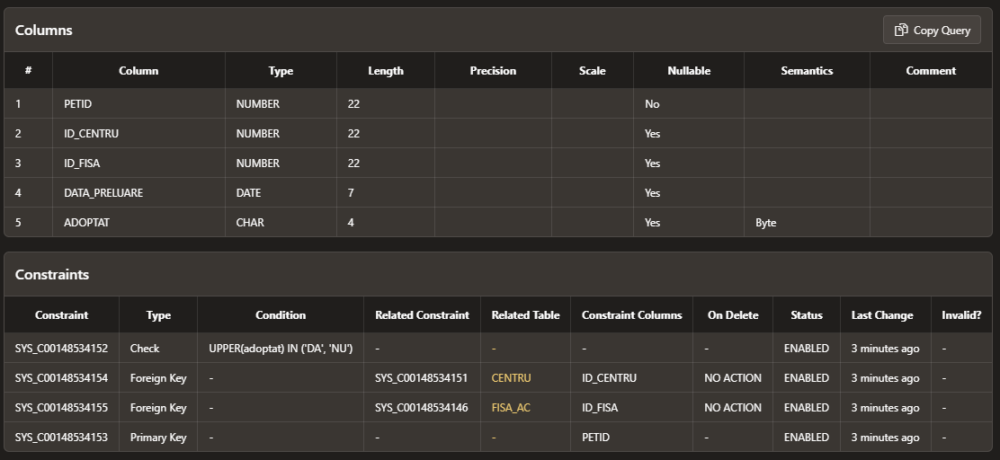 Columns
Copy Query
# Column Type Length Precision Scale Nullable Semantics Comment
1 PETID NUMBER 22 No
2 ID_CENTRU NUMBER 22 Yes
3 ID_FISA NUMBER 22 Yes
4 DATA_PRELUARE DATE 7 Yes
5 ADOPTAT CHAR 4 Yes Byte
Constraints
Constraint Type Condition Related Constraint Related Table Constraint Columns On Delete Status Last Change Invalid?
SYS_C00148534152 Check UPPER(adoptat) IN ('DA', 'NU') - - - - ENABLED 3 minutes ago -
SYS_C00148534154 Foreign Key - SYS_C00148534151 CENTRU ID_CENTRU NO ACTION ENABLED 3 minutes ago -
SYS_C00148534155 Foreign Key - SYS_C00148534146 FISA_AC ID_FISA NO ACTION ENABLED 3 minutes ago -
SYS_C00148534153 Primary Key - - - PETID - ENABLED 3 minutes ago -